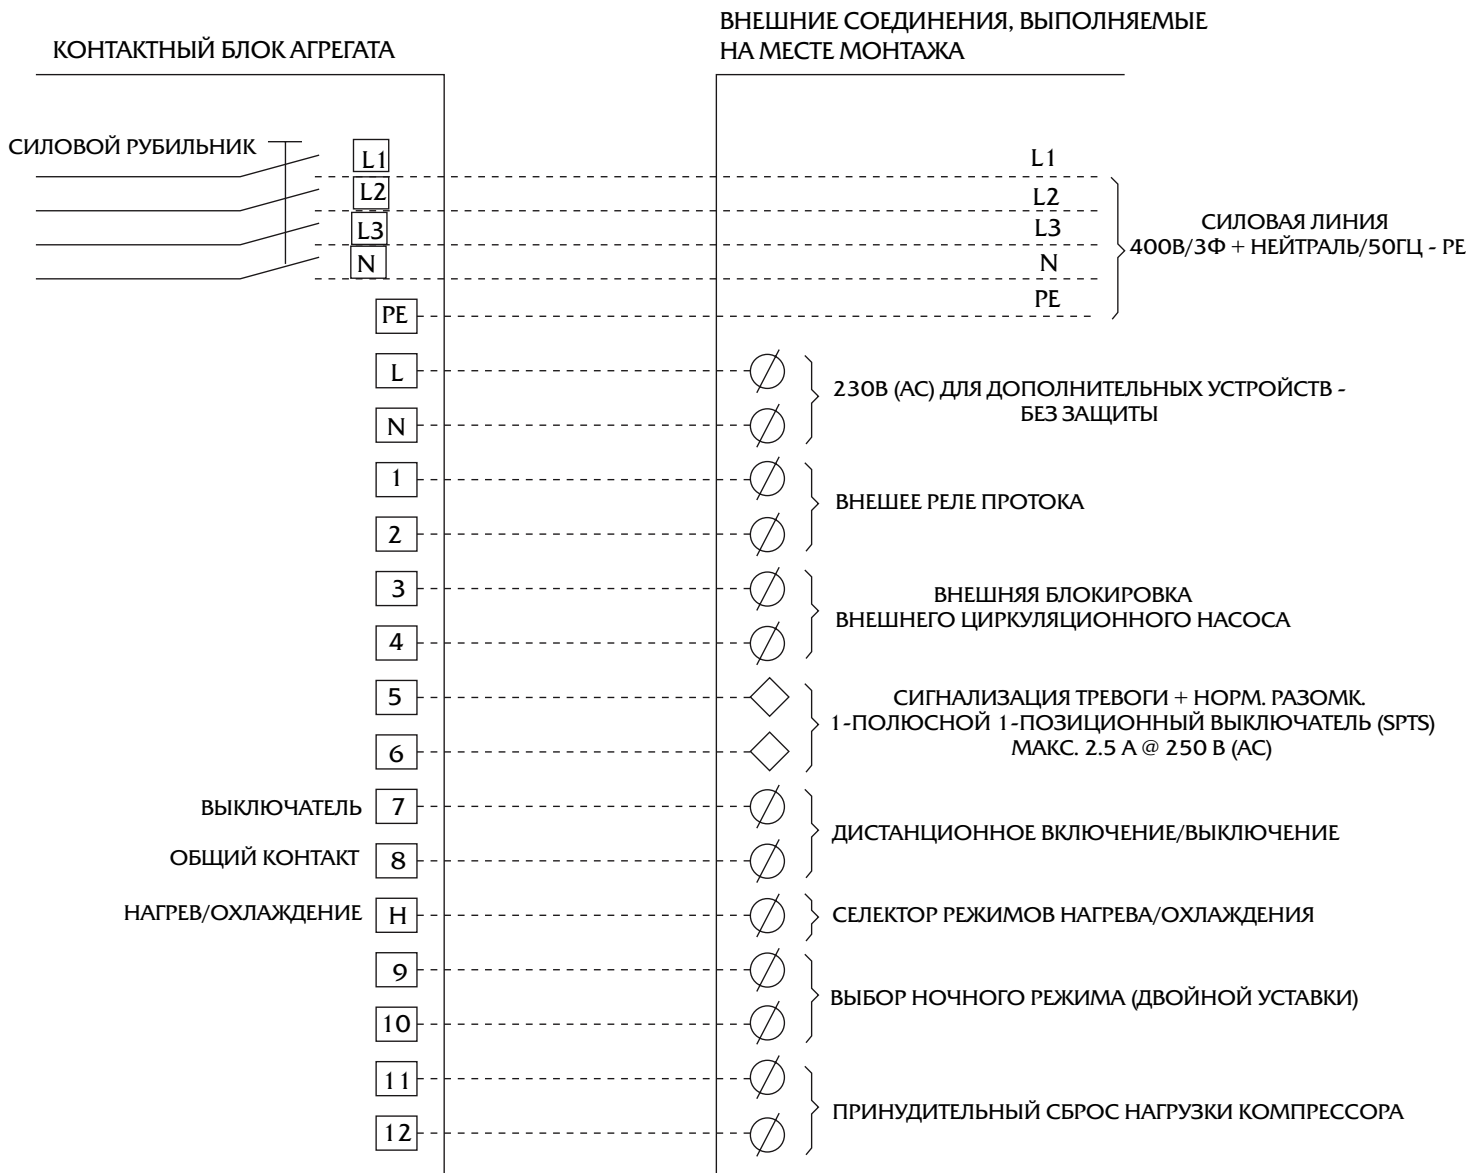 ВНЕШНИЕ СОЕДИНЕНИЯ, ВЫПОЛНЯЕМЫЕ
НА МЕСТЕ МОНТАЖА
КОНТАКТНЫЙ БЛОК АГРЕГАТА
СИЛОВОЙ РУБИЛЬНИК
L1
L1
L2
L2
L3
L3
N
N
PE
PE
СИЛОВАЯ ЛИНИЯ
400В/3Ф + НЕЙТРАЛЬ/50ГЦ - PE
L
N
230В (AC) ДЛЯ ДОПОЛНИТЕЛЬНЫХ УСТРОЙСТВ -
БЕЗ ЗАЩИТЫ
1
2
ВНЕШЕЕ РЕЛЕ ПРОТОКА
3
4
ВНЕШНЯЯ БЛОКИРОВКА
ВНЕШНЕГО ЦИРКУЛЯЦИОННОГО НАСОСА
5
6
СИГНАЛИЗАЦИЯ ТРЕВОГИ + НОРМ. РАЗОМК.
1-ПОЛЮСНОЙ 1-ПОЗИЦИОННЫЙ ВЫКЛЮЧАТЕЛЬ (SPTS)
МАКС. 2.5 А @ 250 В (AC)
ВЫКЛЮЧАТЕЛЬ 7
ОБЩИЙ КОНТАКТ 8
ДИСТАНЦИОННОЕ ВКЛЮЧЕНИЕ/ВЫКЛЮЧЕНИЕ
НАГРЕВ/ОХЛАЖДЕНИЕ H
СЕЛЕКТОР РЕЖИМОВ НАГРЕВА/ОХЛАЖДЕНИЯ
9
10
ВЫБОР НОЧНОГО РЕЖИМА (ДВОЙНОЙ УСТАВКИ)
11
12
ПРИНУДИТЕЛЬНЫЙ СБРОС НАГРУЗКИ КОМПРЕССОРА